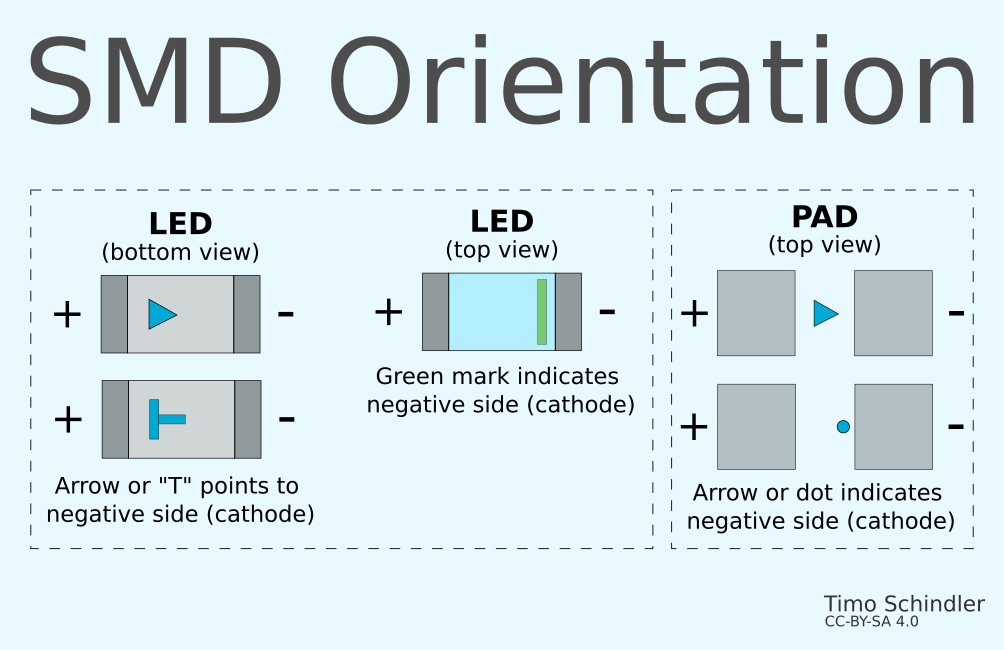 SMD Orientation
LED
(bottom view)
+ -
+ -
Arrow or "T" points to
negative side (cathode)
LED
(top view)
+ -
Green mark indicates
negative side (cathode)
PAD
(top view)
+ -
+ -
Arrow or dot indicates
negative side (cathode)
Timo Schindler
CC-BY-SA 4.0